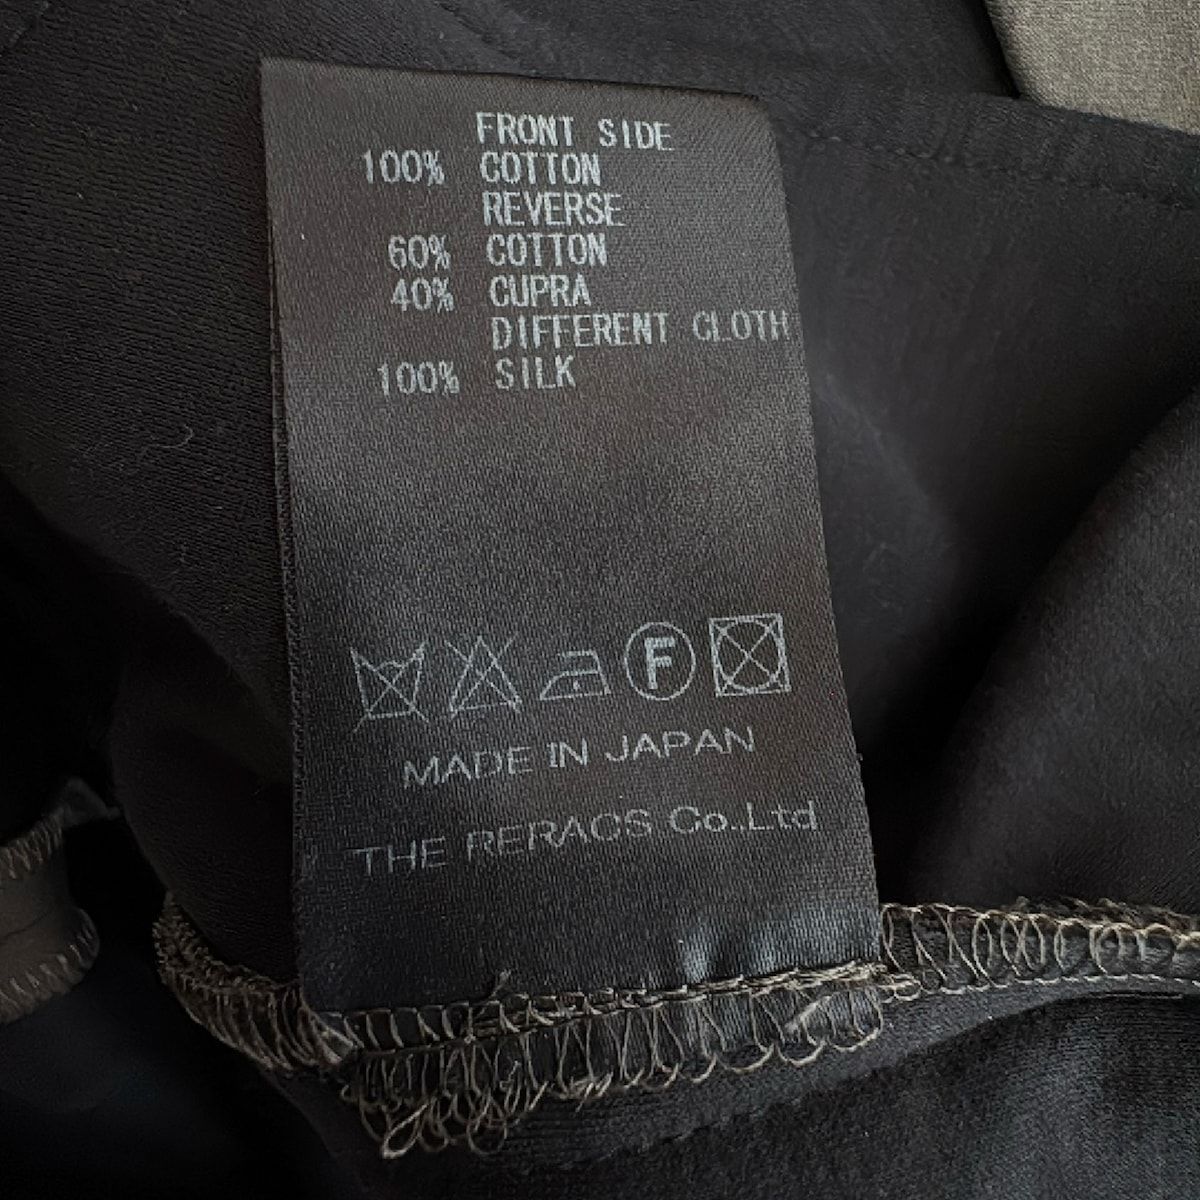 FRONT SIDE
100% COTTON
REVERSE
60% COTTON
40% CUPRA
DIFFERENT CLOTH
100% SILK
F
MADE IN JAPAN
THE RERACS Co.,Ltd